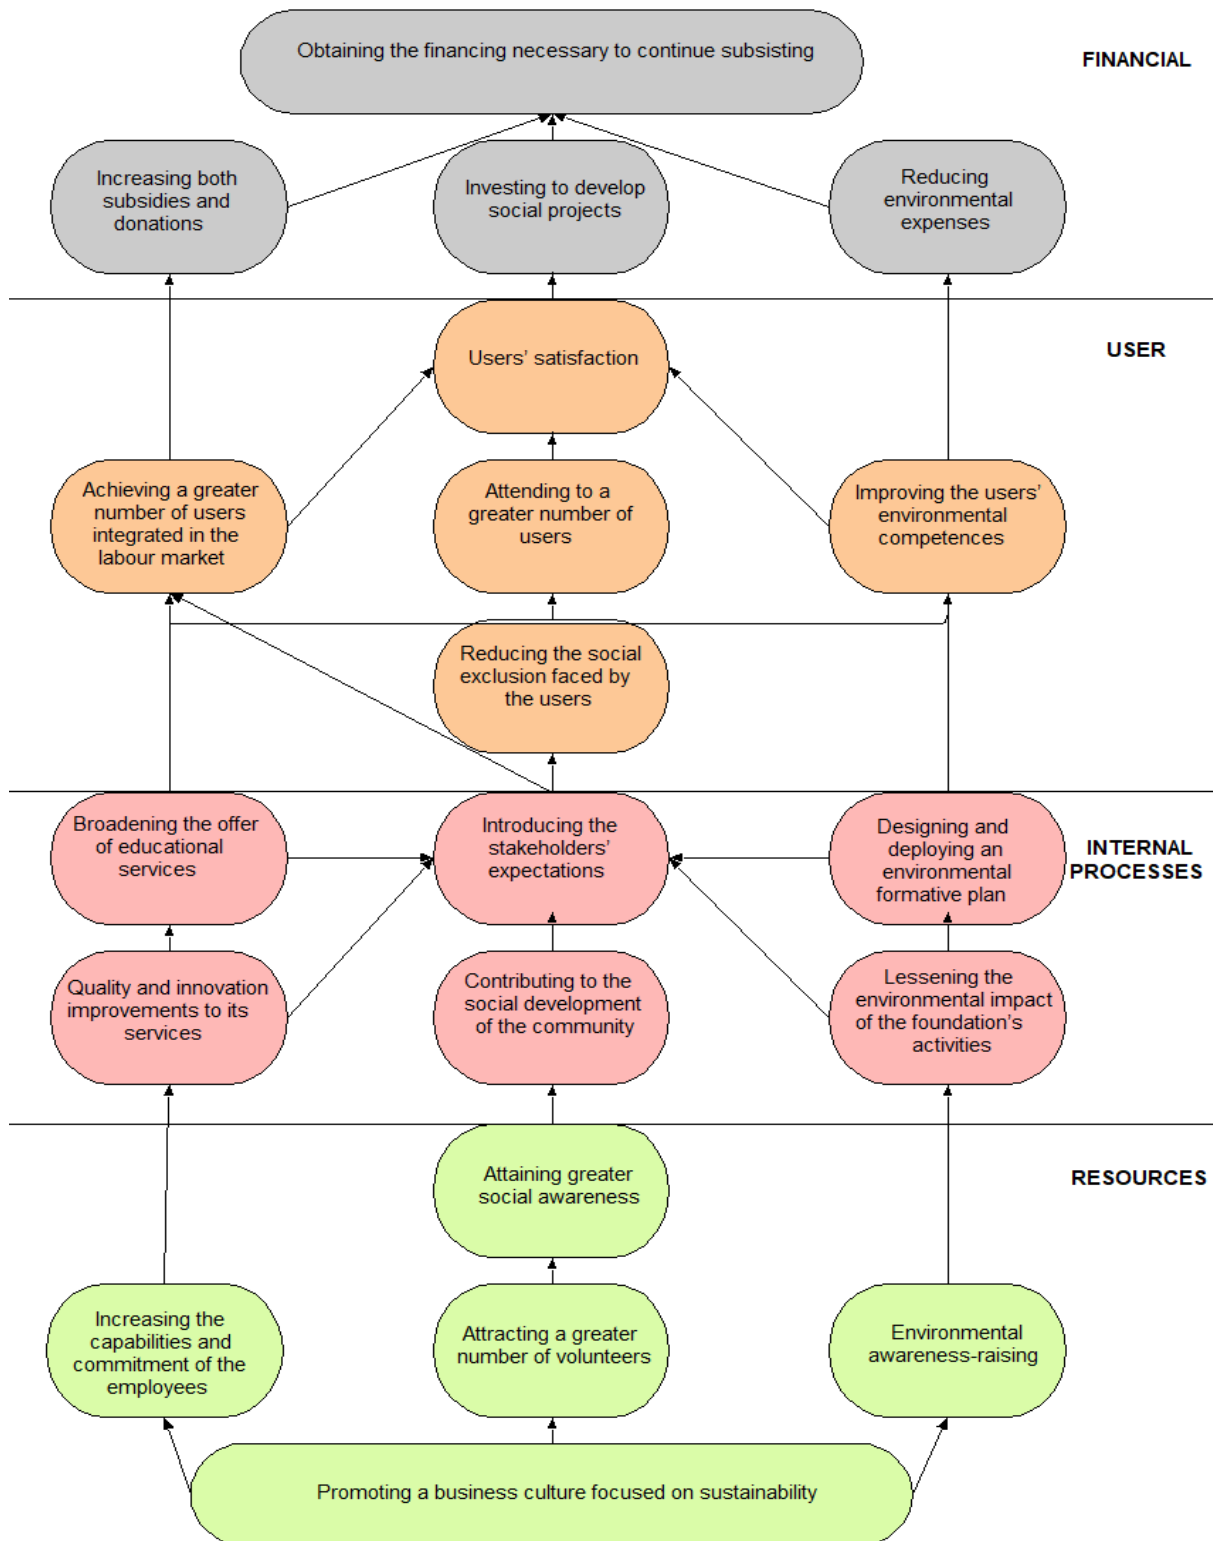 Obtaining the financing necessary to continue subsisting
FINANCIAL
Increasing both
subsidies and
donations
Investing to develop
social projects
Reducing
environmental
expenses
USER
Users’ satisfaction
Achieving a greater
number of users
integrated in the
labour market
Attending to a
greater number of
users
Improving the users’
environmental
competences
Reducing the social
exclusion faced by
the users
Broadening the offer
of educational
services
Introducing the
stakeholders’
expectations
Designing and
deploying an
environmental
formative plan
INTERNAL
PROCESSES
Quality and innovation
improvements to its
services
Contributing to the
social development
of the community
Lessening the
environmental impact
of the foundation’s
activities
Attaining greater
social awareness
RESOURCES
Increasing the
capabilities and
commitment of the
employees
Attracting a greater
number of volunteers
Environmental
awareness-raising
Promoting a business culture focused on sustainability